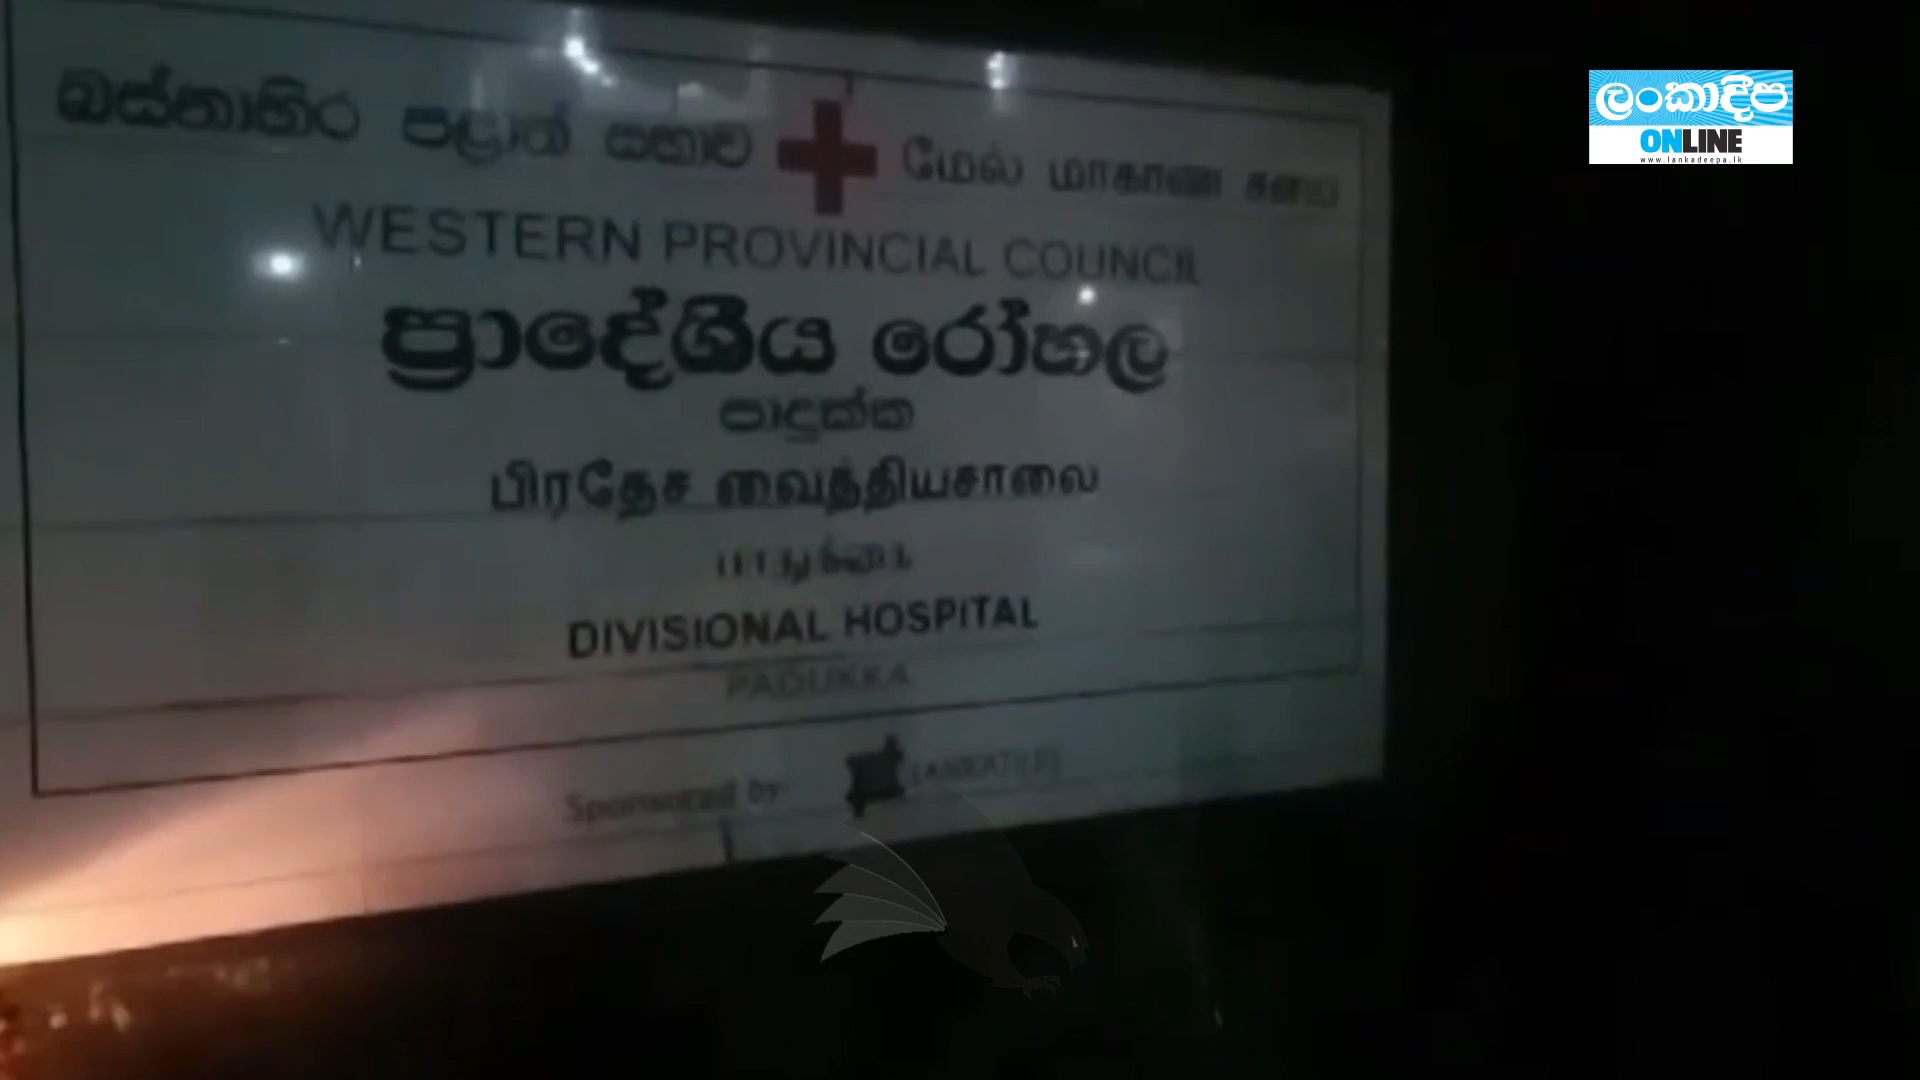 බස්නාහිර පළාත් සභාව மேல் மாகாண சபை
WESTERN PROVINCIAL COUNCIL
ප්‍රාදේශීය රෝහල
පාදුක්ක
பிரதேச வைத்தியசாலை
DIVISIONAL HOSPITAL
PADUKKA
Sponsored by- LANKATILES
ලංකාදීප
ONLINE
www.lankadeepa.lk